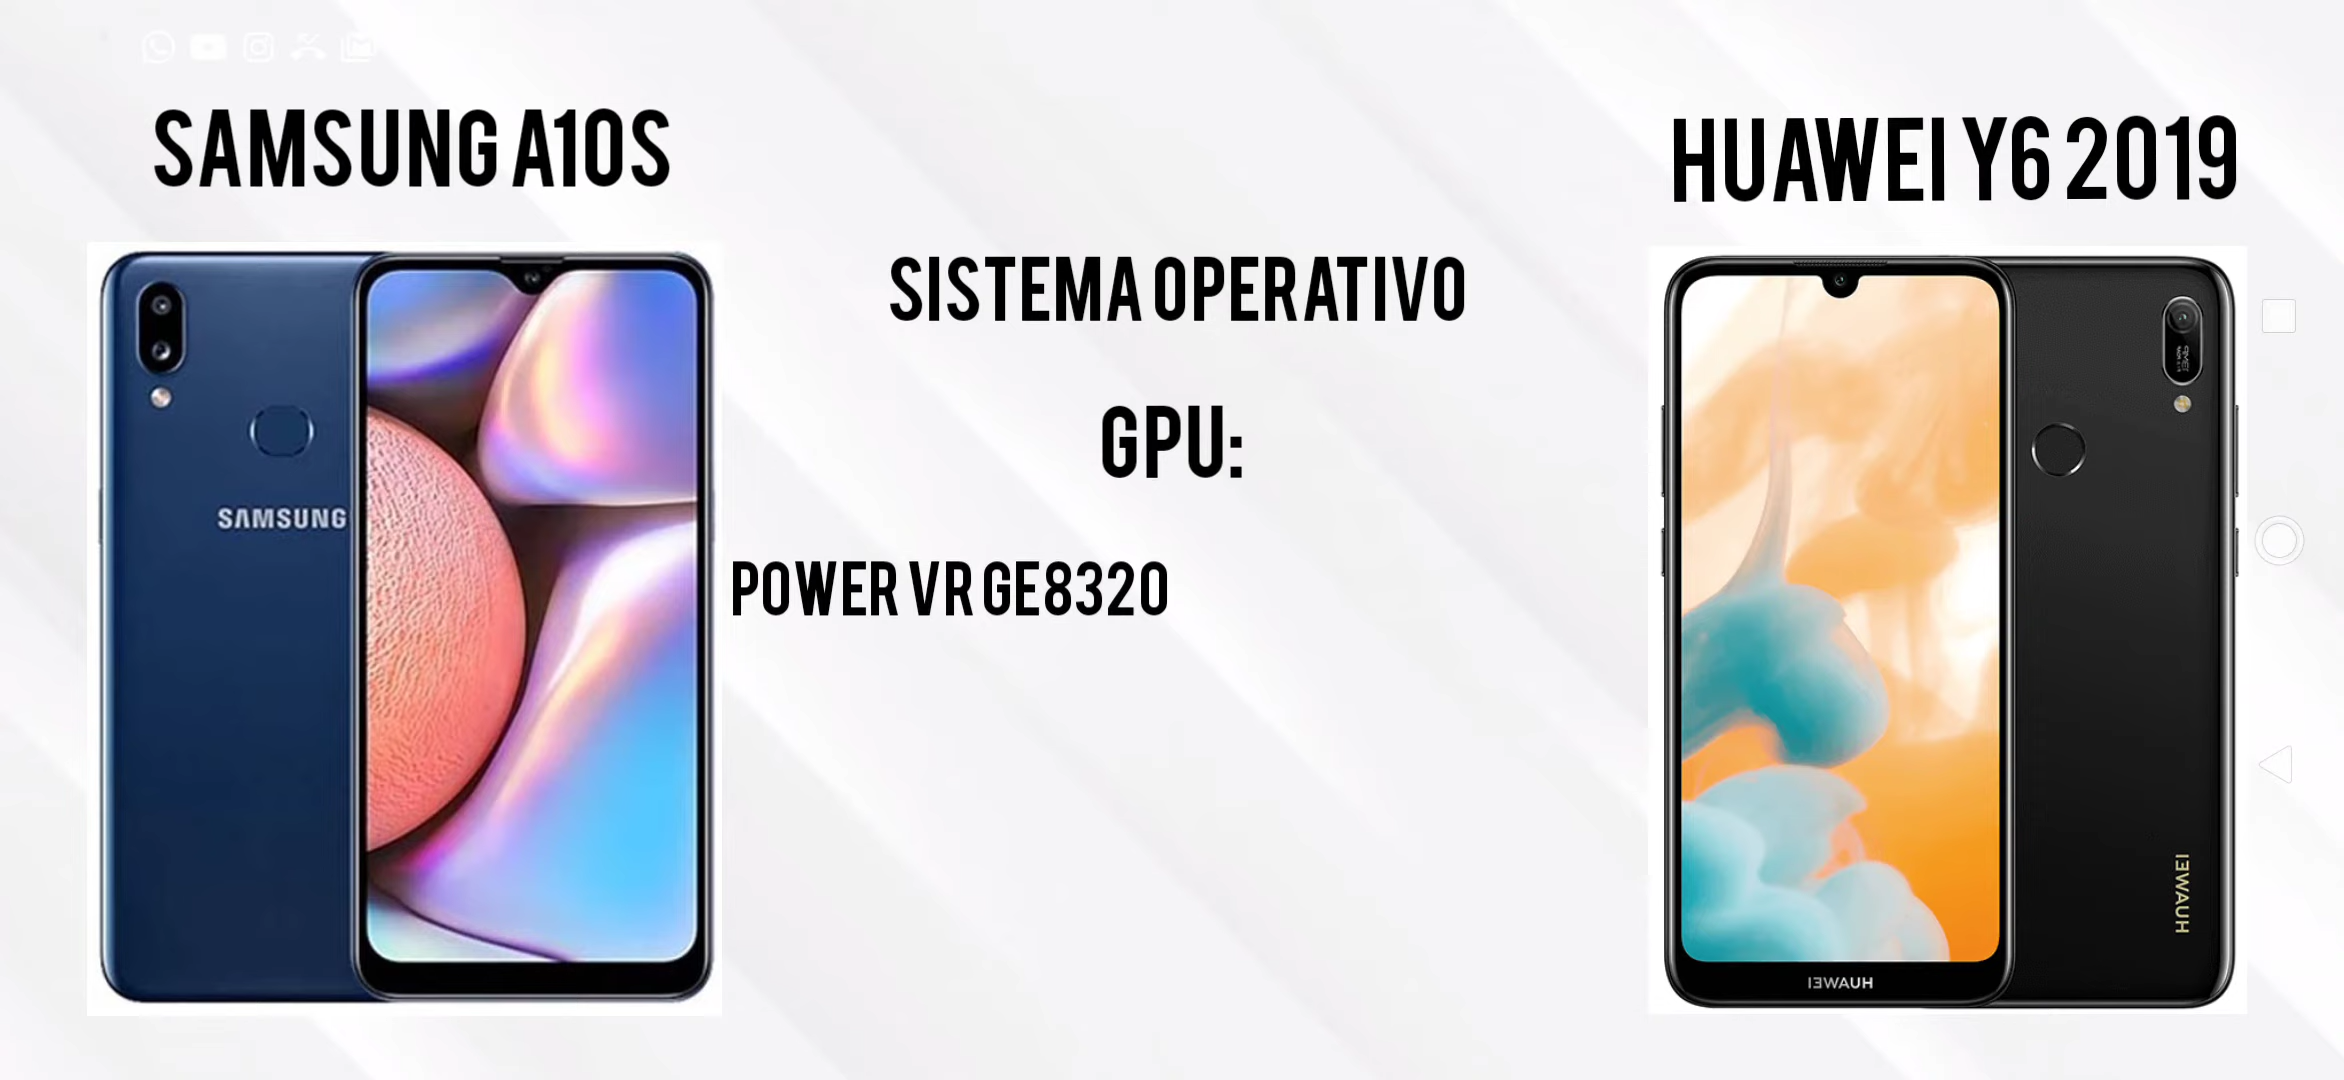 SAMSUNG A10S
HUAWEI Y6 2019
SISTEMA OPERATIVO
GPU:
POWER VR GE8320
SAMSUNG
HUAWEI
HUAWEI